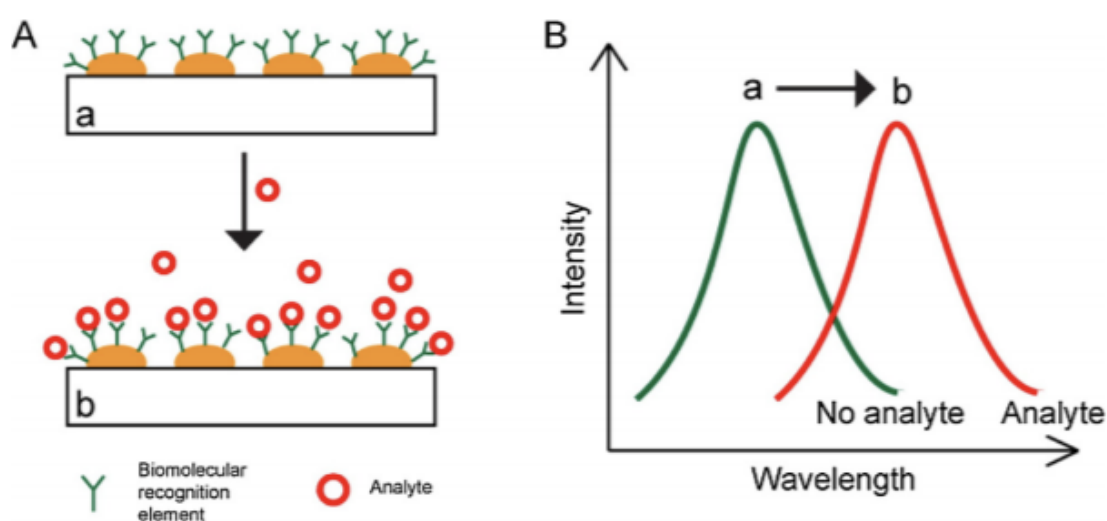 A
a
b
Biomolecular
recognition
element
Analyte
B
a
b
Intensity
No analyte
Analyte
Wavelength